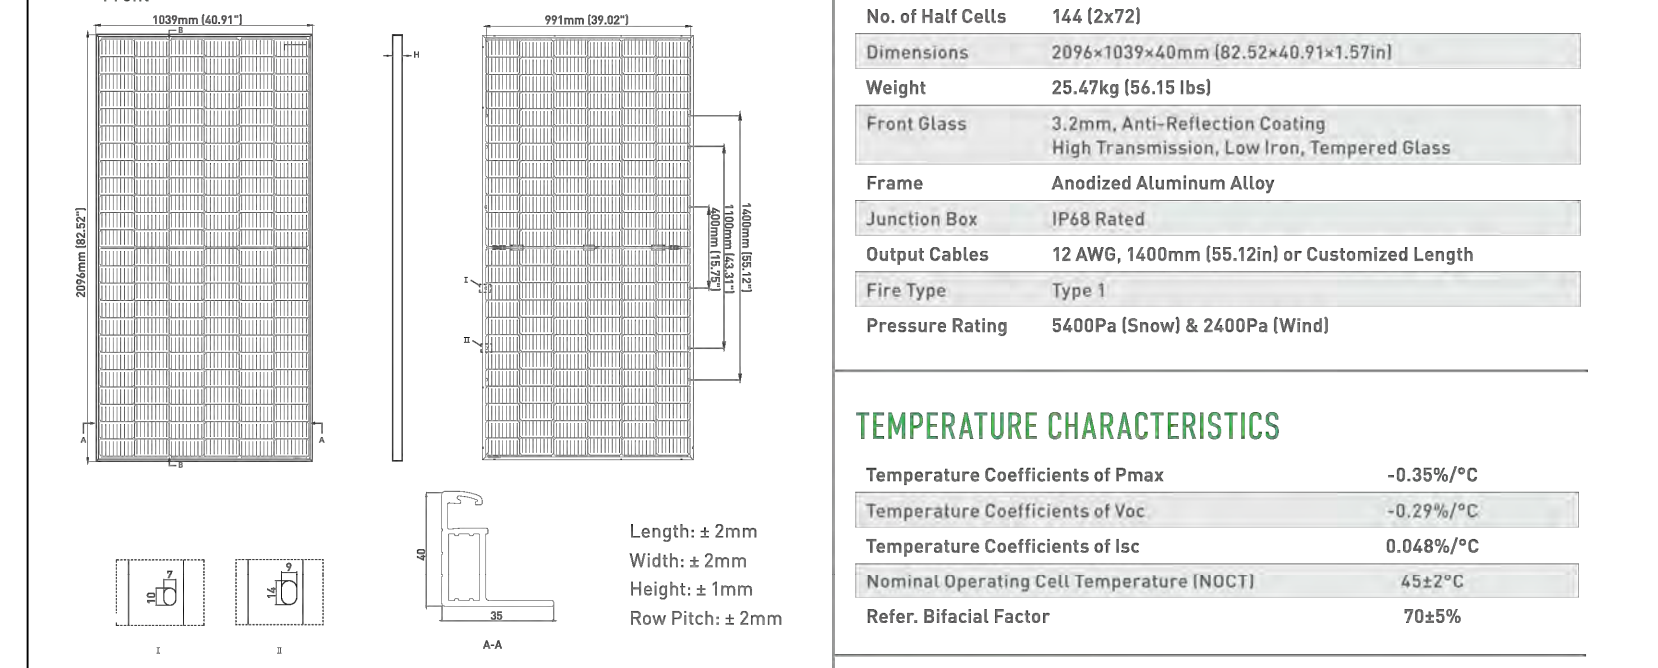 1039mm (40.91")
B
2096mm (82.52")
A
A
B
H
991mm (39.02")
400mm (15.75")
1100mm (43.31")
1400mm (55.12")
I
II
7
10
I
9
14
II
40
35
A-A
Length: ± 2mm
Width: ± 2mm
Height: ± 1mm
Row Pitch: ± 2mm
No. of Half Cells 144 (2x72)
Dimensions 2096×1039×40mm (82.52×40.91×1.57in)
Weight 25.47kg (56.15 lbs)
Front Glass 3.2mm, Anti-Reflection Coating
High Transmission, Low Iron, Tempered Glass
Frame Anodized Aluminum Alloy
Junction Box IP68 Rated
Output Cables 12 AWG, 1400mm (55.12in) or Customized Length
Fire Type Type 1
Pressure Rating 5400Pa (Snow) & 2400Pa (Wind)
TEMPERATURE CHARACTERISTICS
Temperature Coefficients of Pmax -0.35%/°C
Temperature Coefficients of Voc -0.29%/°C
Temperature Coefficients of Isc 0.048%/°C
Nominal Operating Cell Temperature (NOCT) 45±2°C
Refer. Bifacial Factor 70±5%